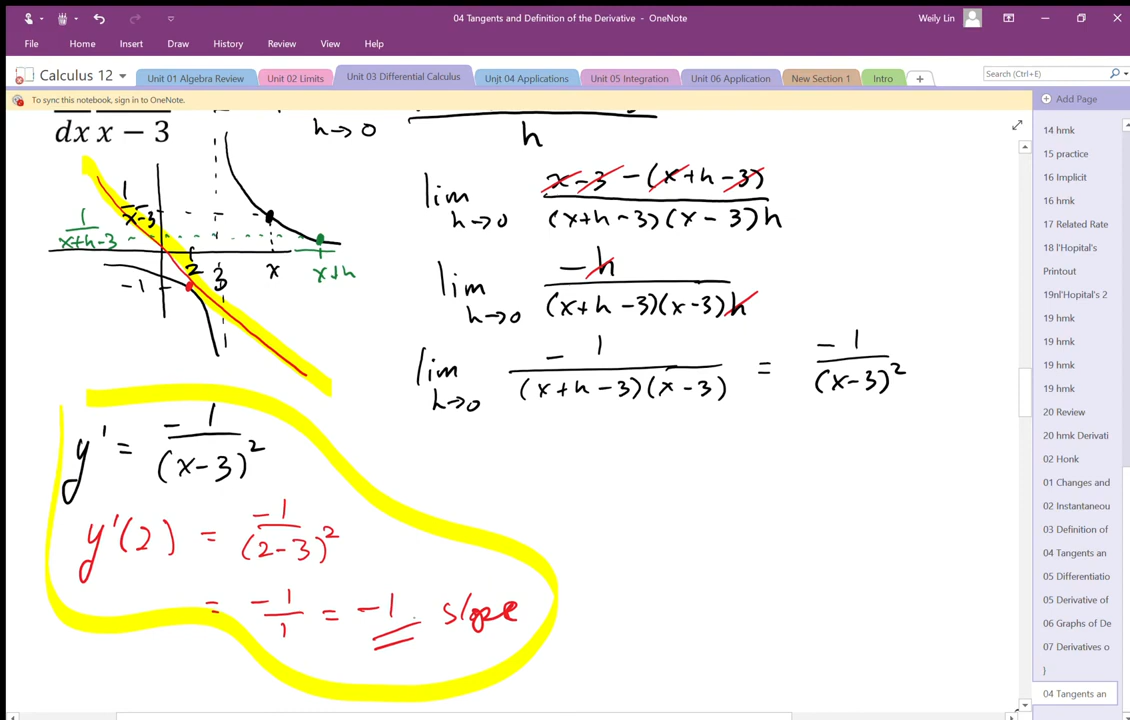 04 Tangents and Definition of the Derivative - OneNote
Weily Lin
File Home Insert Draw History Review View Help
Calculus 12
Unit 01 Algebra Review
Unit 02 Limits
Unit 03 Differential Calculus
Unit 04 Applications
Unit 05 Integration
Unit 06 Application
New Section 1
Intro
Search (Ctrl+E)
To sync this notebook, sign in to OneNote.
Add Page
dx x − 3
h→0
h
lim h→0 x-3 -(x+h-3) / (x+h-3)(x-3)h
lim h→0 -h / (x+h-3)(x-3)h
lim h→0 -1 / (x+h-3)(x-3) = -1 / (x-3)²
1 / x-3
1 / x+h-3
2 3 x x+h
-1
y' = -1 / (x-3)²
y'(2) = -1 / (2-3)²
= -1 / 1 = -1. slope
14 hmk
15 practice
16 Implicit
16 hmk
17 Related Rate
18 l'Hopital's
Printout
19nl'Hopital's 2
19 hmk
19 hmk
19 hmk
19 hmk
20 Review
20 hmk Derivati
02 Honk
01 Changes and
02 Instantaneou
03 Definition of
04 Tangents an
05 Differentiatio
05 Derivative of
06 Graphs of De
07 Derivatives o
}
04 Tangents an